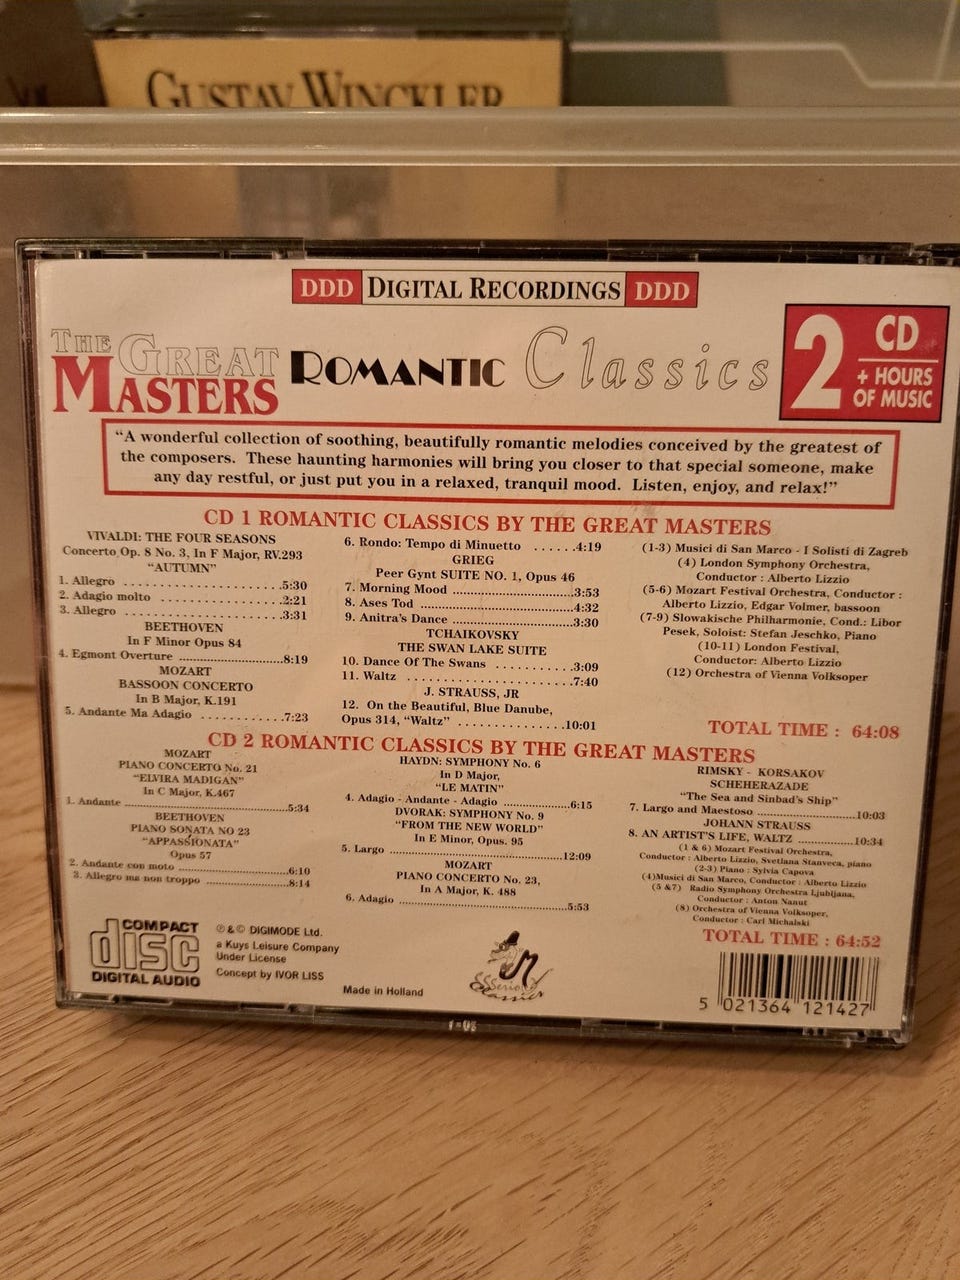 GUSTAV WINCKLER
DDD DIGITAL RECORDINGS DDD
THE GREAT MASTERS ROMANTIC Classics
2 CD
+ HOURS
OF MUSIC
"A wonderful collection of soothing, beautifully romantic melodies conceived by the greatest of
the composers. These haunting harmonies will bring you closer to that special someone, make
any day restful, or just put you in a relaxed, tranquil mood. Listen, enjoy, and relax!"
CD 1 ROMANTIC CLASSICS BY THE GREAT MASTERS
VIVALDI: THE FOUR SEASONS
Concerto, Op. 8 No. 3, In F Major, RV.293
"AUTUMN"
1. Allegro ........................5:30
2. Adagio molto .................2:21
3. Allegro ........................3:31
BEETHOVEN
In F Minor Opus 84
4. Egmont Overture ..........................8:19
MOZART
BASSOON CONCERTO
In B Major, K.191
5. Andante Ma Adagio ............7:23
6. Rondo: Tempo di Minuetto ......4:19
GRIEG
Peer Gynt SUITE NO. 1, Opus 46
7. Morning Mood ..............................3:53
8. Ases Tod ......................................4:32
9. Anitra's Dance ..............................3:30
TCHAIKOVSKY
THE SWAN LAKE SUITE
10. Dance Of The Swans ..........3:09
11. Waltz ........................7:40
J. STRAUSS, JR
12. On the Beautiful, Blue Danube,
Opus 314, "Waltz" ................10:01
(1-3) Musici di San Marco - I Solisti di Zagreb
(4) London Symphony Orchestra,
Conductor : Alberto Lizzio
(5-6) Mozart Festival Orchestra, Conductor :
Alberto Lizzio, Edgar Volmer, bassoon
(7-9) Slowakische Philharmonie, Cond.: Libor
Pesek, Soloist: Stefan Jeschko, Piano
(10-11) London Festival,
Conductor: Alberto Lizzio
(12) Orchestra of Vienna Volksoper
TOTAL TIME : 64:08
CD 2 ROMANTIC CLASSICS BY THE GREAT MASTERS
MOZART
PIANO CONCERTO No. 21
"ELVIRA MADIGAN"
In C Major, K.467
1. Andante ..............................................5:34
BEETHOVEN
PIANO SONATA NO 23
"APPASSIONATA"
Opus 57
2. Andante con moto ................................6:10
3. Allegro ma non troppo ..........................8:14
HAYDN: SYMPHONY No. 6
In D Major,
"LE MATIN"
4. Adagio - Andante - Adagio ......................6:15
DVORAK: SYMPHONY No. 9
"FROM THE NEW WORLD"
In E Minor, Opus. 95
5. Largo ..............................................12:09
MOZART
PIANO CONCERTO No. 23,
In A Major, K. 488
6. Adagio ..............................................5:53
RIMSKY - KORSAKOV
SCHEHERAZADE
"The Sea and Sinbad's Ship"
7. Largo and Maestoso ............................10:03
JOHANN STRAUSS
8. AN ARTIST'S LIFE, WALTZ ................10:34
(1 & 6) Mozart Festival Orchestra,
Conductor : Alberto Lizzio, Svetlana Stanveca, piano
(2-3) Piano : Sylvia Capova
(4)Musici di San Marco, Conductor : Alberto Lizzio
(5 &7) Radio Symphony Orchestra Ljubljana,
Conductor : Anton Nanut
(8) Orchestra of Vienna Volksoper,
Conductor : Carl Michalski
TOTAL TIME : 64:52
COMPACT
disc
DIGITAL AUDIO
℗ & © DIGIMODE Ltd.
a Kuys Leisure Company
Under License
Concept by IVOR LISS
Made in Holland
5 021364 121427